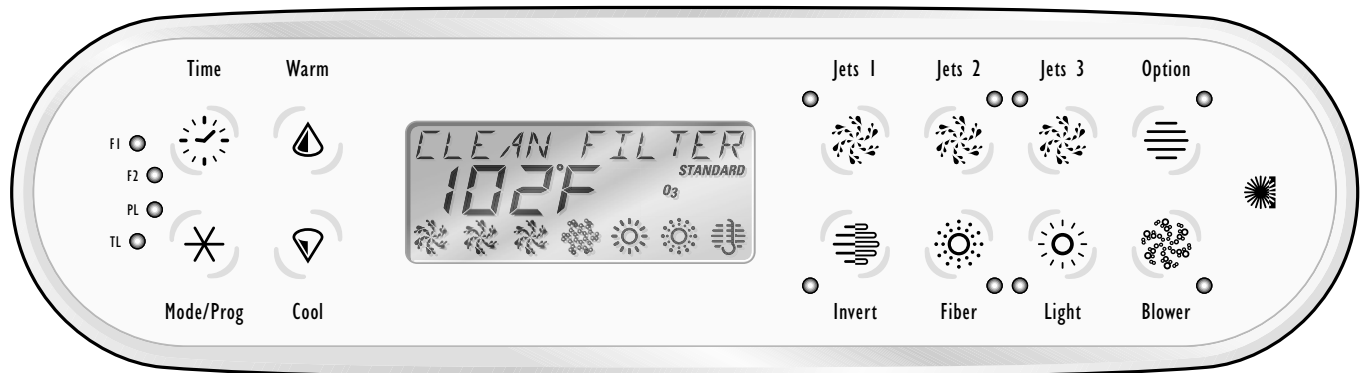 Time Warm Jets 1 Jets 2 Jets 3 Option
F1
F2
PL
TL
CLEAN FILTER
102°F STANDARD
O3
Mode/Prog Cool Invert Fiber Light Blower